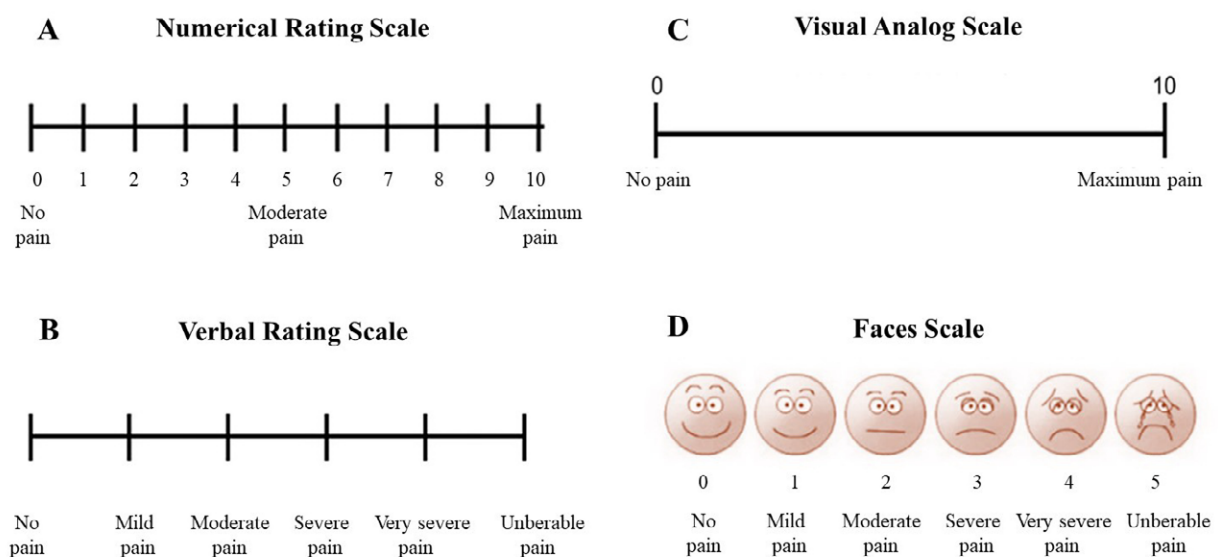 A Numerical Rating Scale
0 1 2 3 4 5 6 7 8 9 10
No Moderate Maximum
pain pain pain
B Verbal Rating Scale
No Mild Moderate Severe Very severe Unberable
pain pain pain pain pain pain
C Visual Analog Scale
0 10
No pain Maximum pain
D Faces Scale
0 1 2 3 4 5
No Mild Moderate Severe Very severe Unberable
pain pain pain pain pain pain